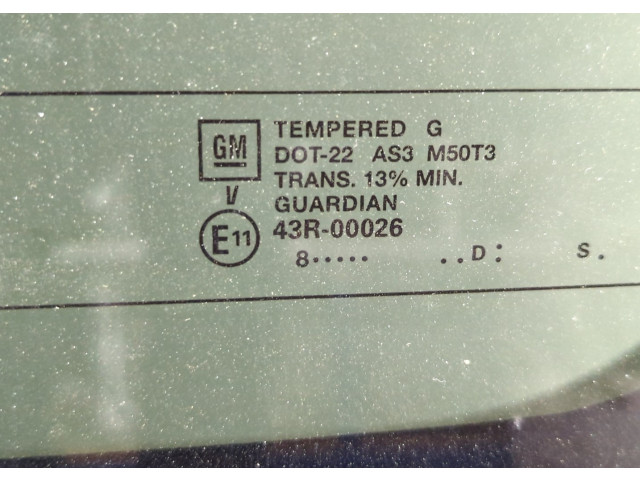 GM TEMPERED G
DOT-22 AS3 M50T3
TRANS. 13% MIN.
V GUARDIAN
E11 43R-00026
8..... ..D: S.